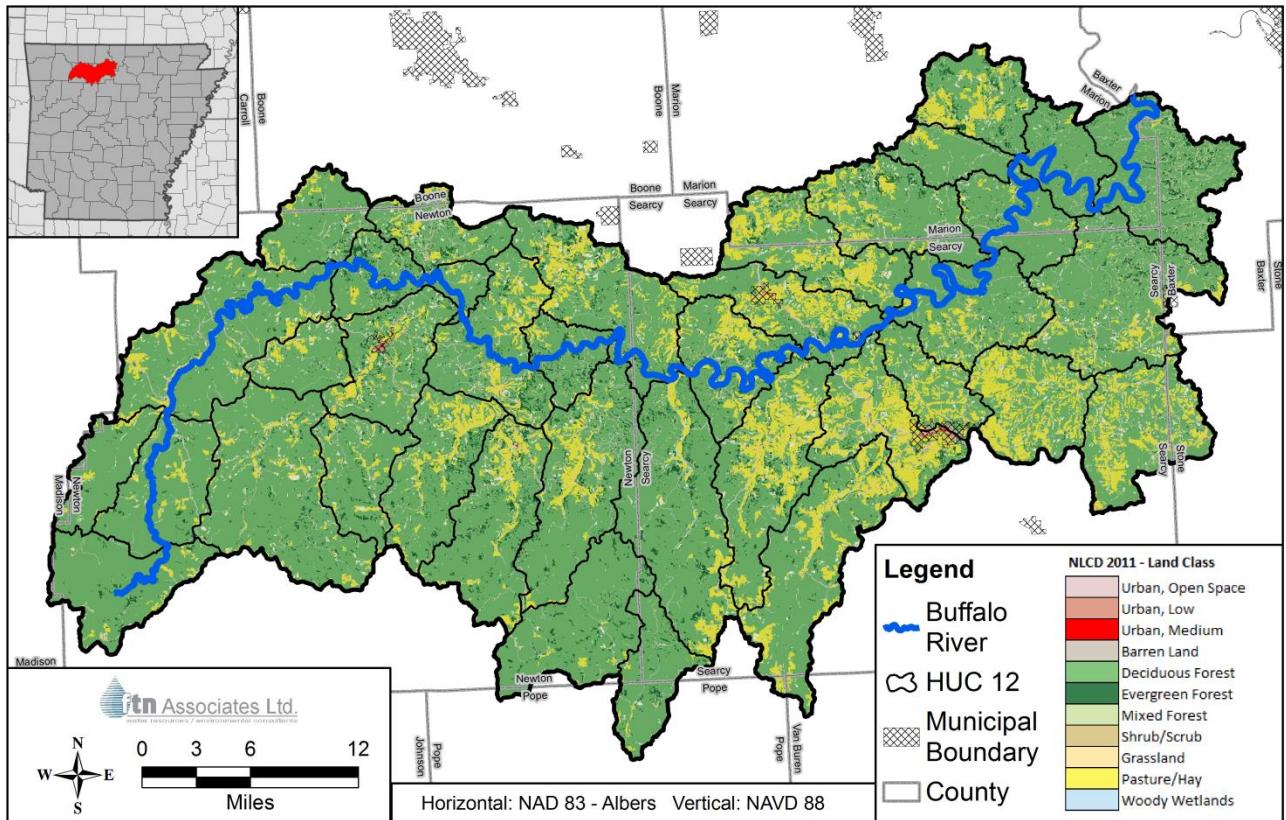 Carroll
Boone
Boone
Marion
Baxter
Marion
Boone
Marion
Searcy
Searcy
Boone
Newton
Marion
Searcy
Searcy
Baxter
Baxter
Stone
Newton
Searcy
Searcy
Stone
Newton
Madison
Madison
Newton
Pope
Searcy
Pope
Johnson
Pope
Van Buren
Pope
ftn Associates Ltd.
water resources / environmental consultants
N
W E
S
0 3 6 12
Miles
Horizontal: NAD 83 - Albers Vertical: NAVD 88
Legend
Buffalo
River
HUC 12
Municipal
Boundary
County
NLCD 2011 - Land Class
Urban, Open Space
Urban, Low
Urban, Medium
Barren Land
Deciduous Forest
Evergreen Forest
Mixed Forest
Shrub/Scrub
Grassland
Pasture/Hay
Woody Wetlands